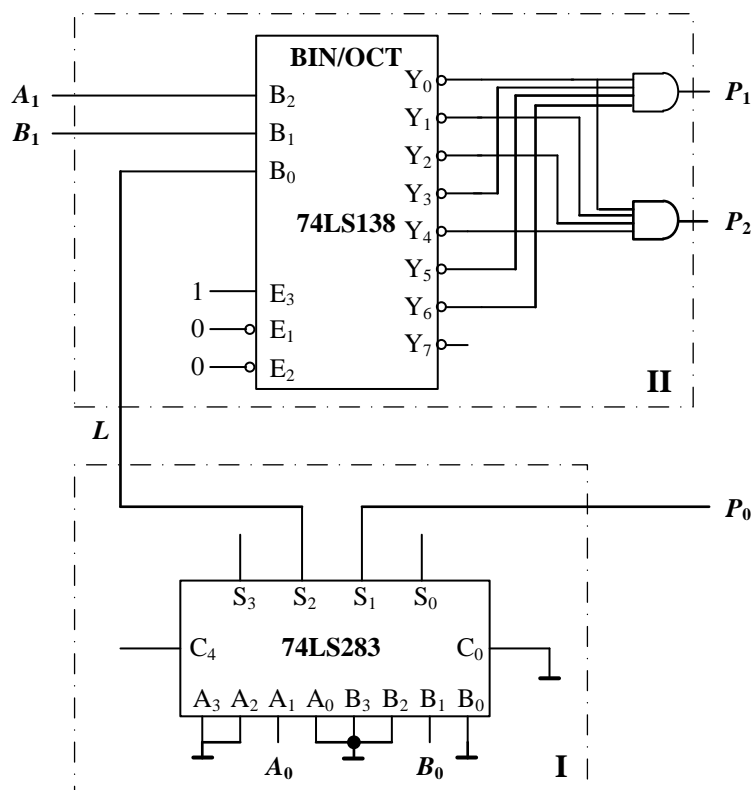 BIN/OCT
A₁ B₂ Y₀ P₁
B₁ B₁ Y₁
B₀ Y₂
Y₃
74LS138 Y₄ P₂
Y₅
1 E₃ Y₆
0 E₁ Y₇
0 E₂
II
L
P₀
S₃ S₂ S₁ S₀
C₄ 74LS283 C₀
A₃ A₂ A₁ A₀ B₃ B₂ B₁ B₀
A₀ B₀ I